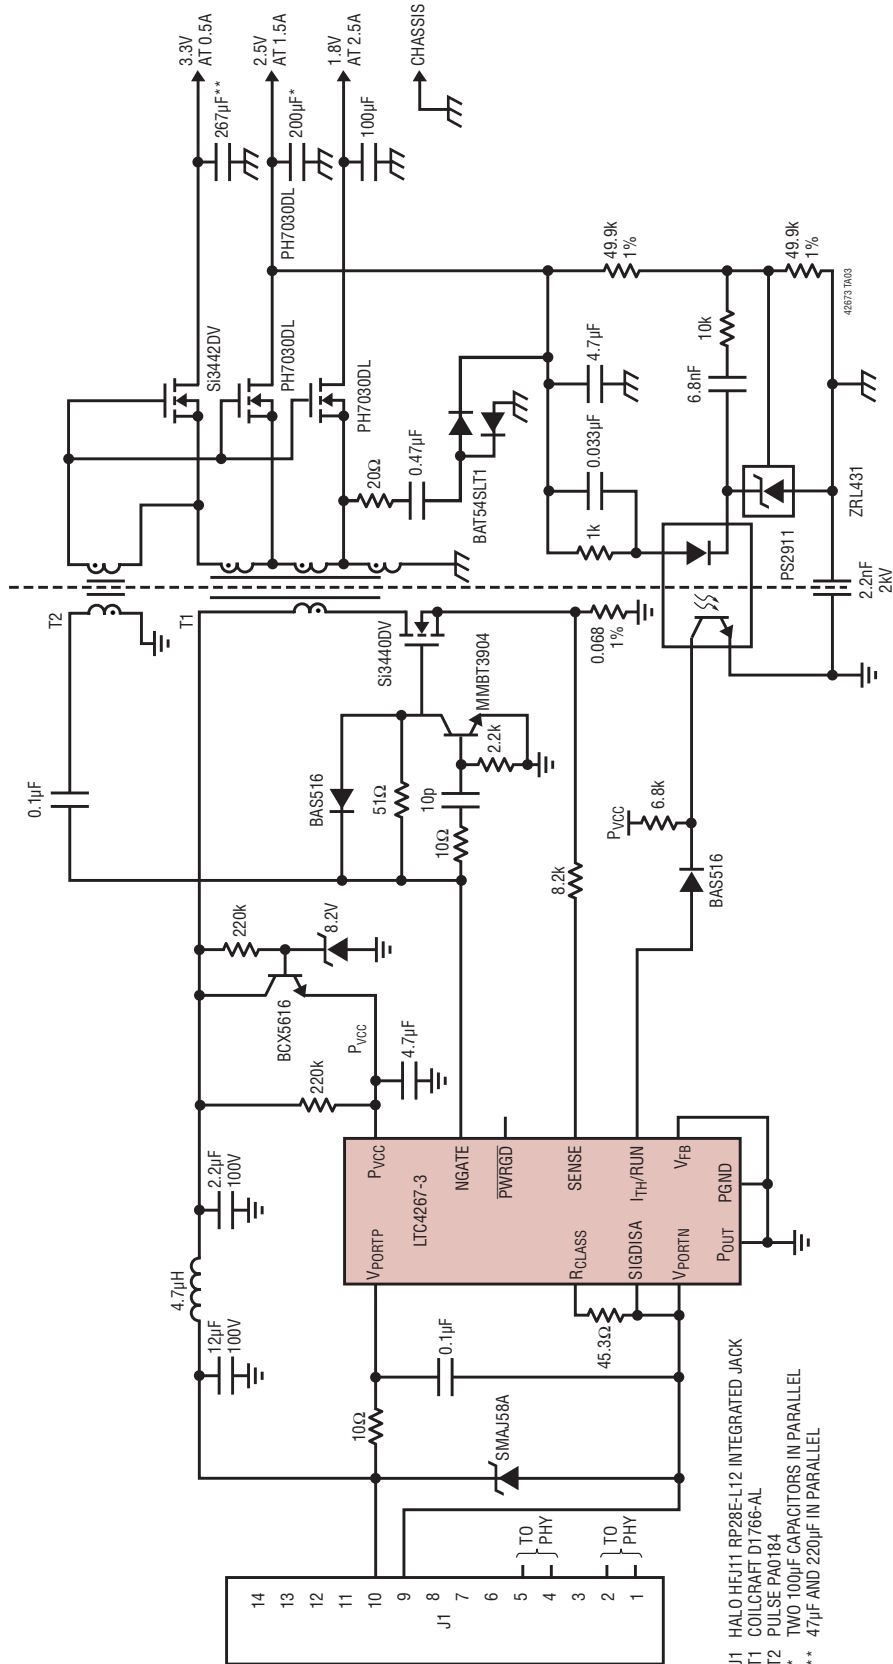 3.3V
AT 0.5A
2.5V
AT 1.5A
1.8V
AT 2.5A
CHASSIS
267µF**
200µF*
100µF
PH7030DL
Si3442DV
PH7030DL
PH7030DL
20Ω
0.47µF
BAT54SLT1
4.7µF
0.033µF
1k
49.9k
1%
49.9k
1%
10k
6.8nF
ZRL431
PS2911
2.2nF
2kV
42673 TA03
T2
T1
0.1µF
Si3440DV
MMBT3904
BAS516
51Ω
10p
10Ω
2.2k
0.068
1%
8.2k
PVCC
6.8k
BAS516
220k
8.2V
BCX5616
PVCC
220k
4.7µF
2.2µF
100V
4.7µH
12µF
100V
LTC4267-3
VPORTP
PVCC
NGATE
PWRGD
RCLASS
SENSE
SIGDISA
ITH/RUN
VPORTN
VFB
POUT
PGND
45.3Ω
0.1µF
10Ω
SMAJ58A
14
13
12
11
10
9
8
7
6
5
4
3
2
1
J1
TO
PHY
TO
PHY
J1 HALO HFJ11 RP28E-L12 INTEGRATED JACK
T1 COILCRAFT D1766-AL
T2 PULSE PA0184
* TWO 100µF CAPACITORS IN PARALLEL
** 47µF AND 220µF IN PARALLEL